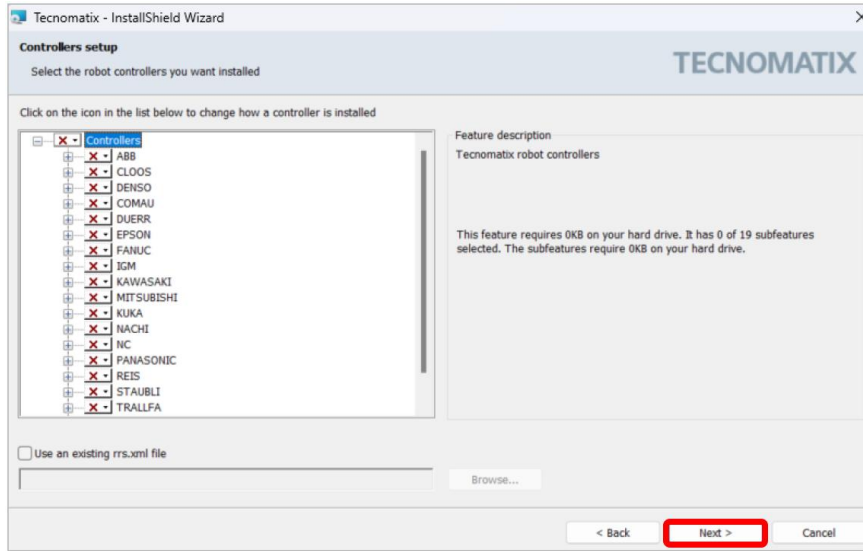 Tecnomatix - InstallShield Wizard
Controllers setup
Select the robot controllers you want installed
TECNOMATIX
Click on the icon in the list below to change how a controller is installed
Controllers
ABB
CLOOS
DENSO
COMAU
DUERR
EPSON
FANUC
IGM
KAWASAKI
MITSUBISHI
KUKA
NACHI
NC
PANASONIC
REIS
STAUBLI
TRALLFA
Feature description
Tecnomatix robot controllers
This feature requires 0KB on your hard drive. It has 0 of 19 subfeatures
selected. The subfeatures require 0KB on your hard drive.
Use an existing rrs.xml file
Browse...
< Back
Next >
Cancel